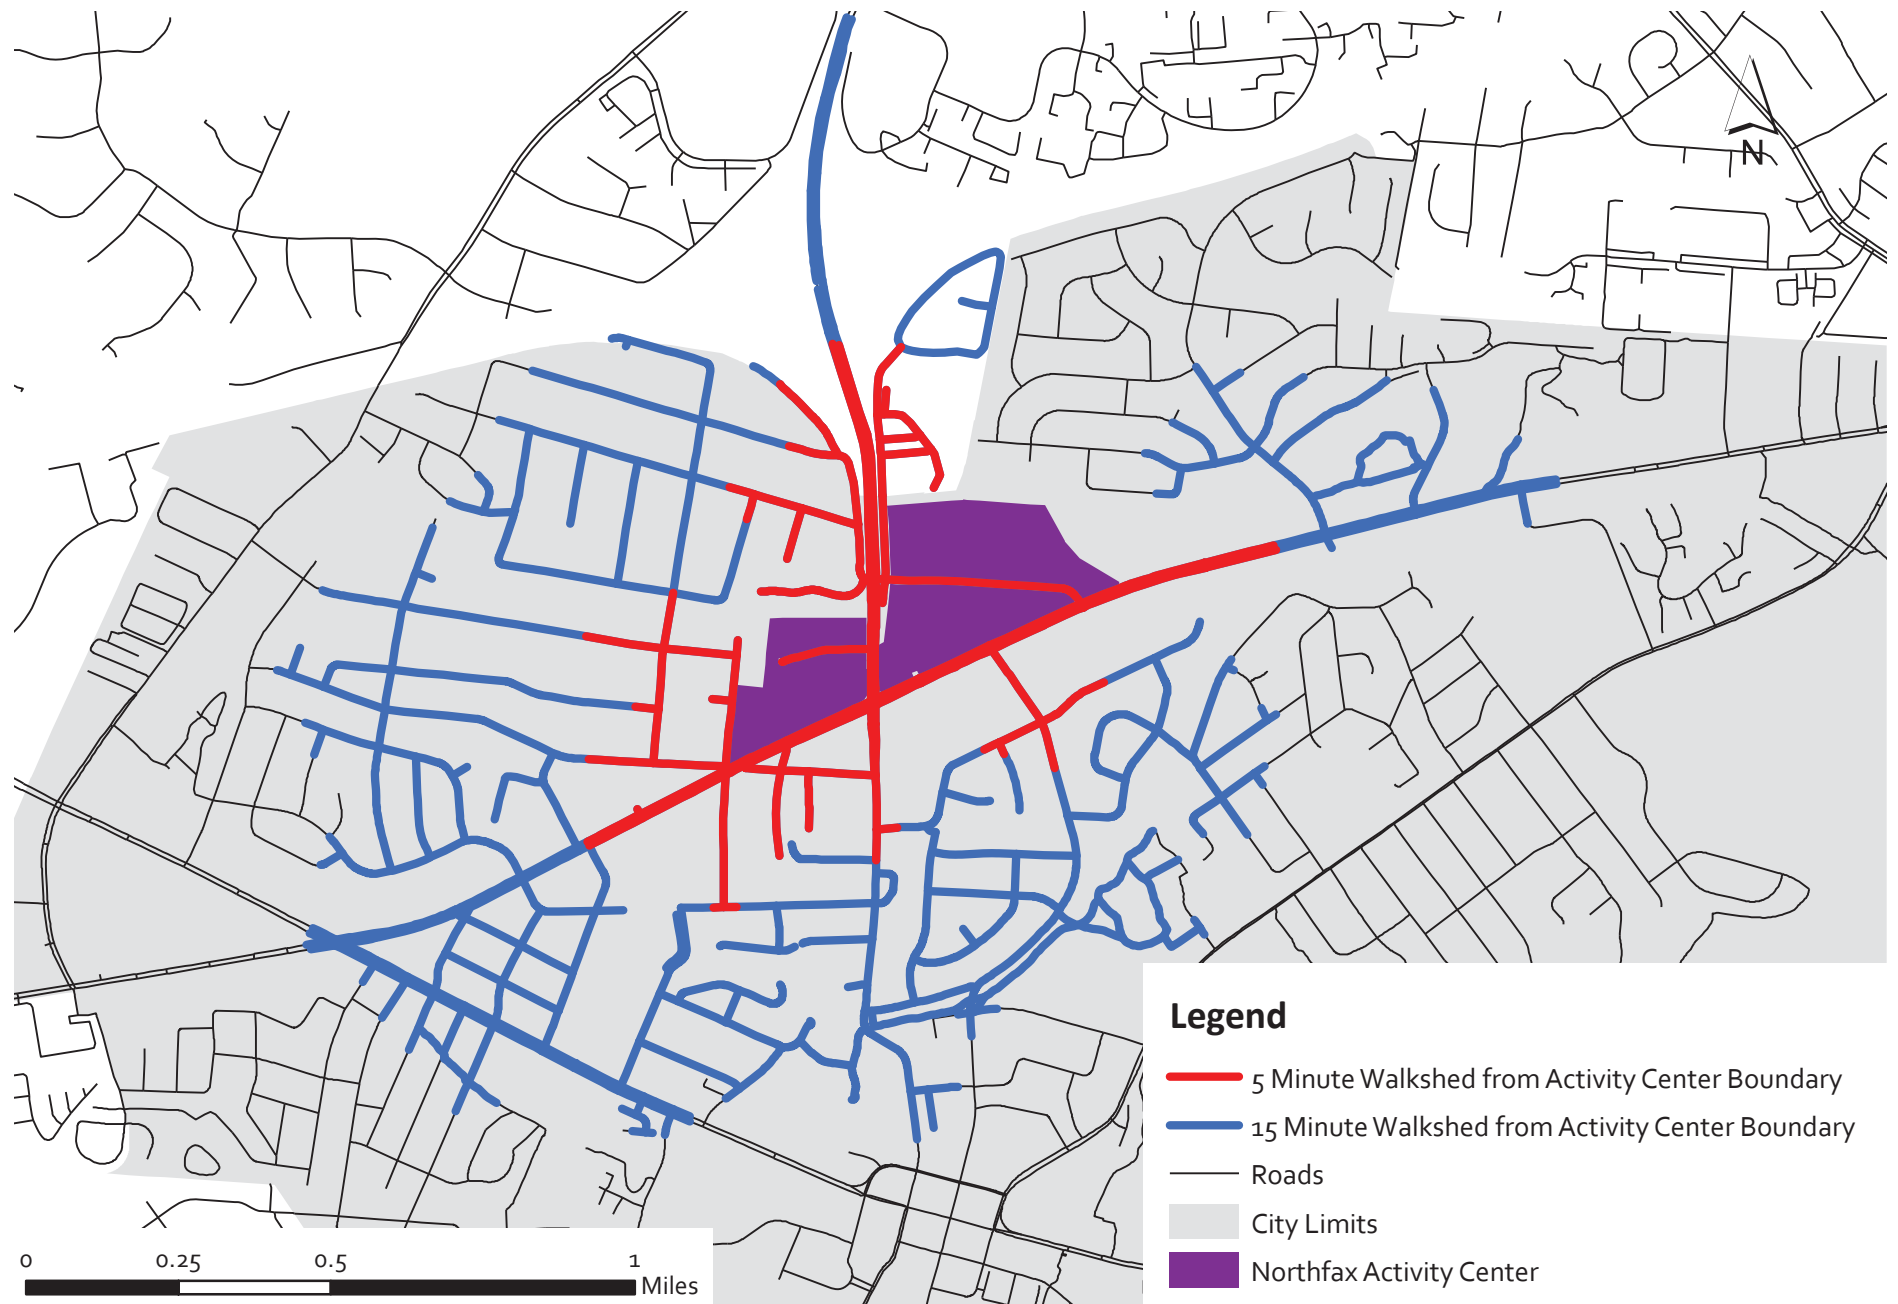 N
Legend
5 Minute Walkshed from Activity Center Boundary
15 Minute Walkshed from Activity Center Boundary
Roads
City Limits
Northfax Activity Center
0 0.25 0.5 1
Miles